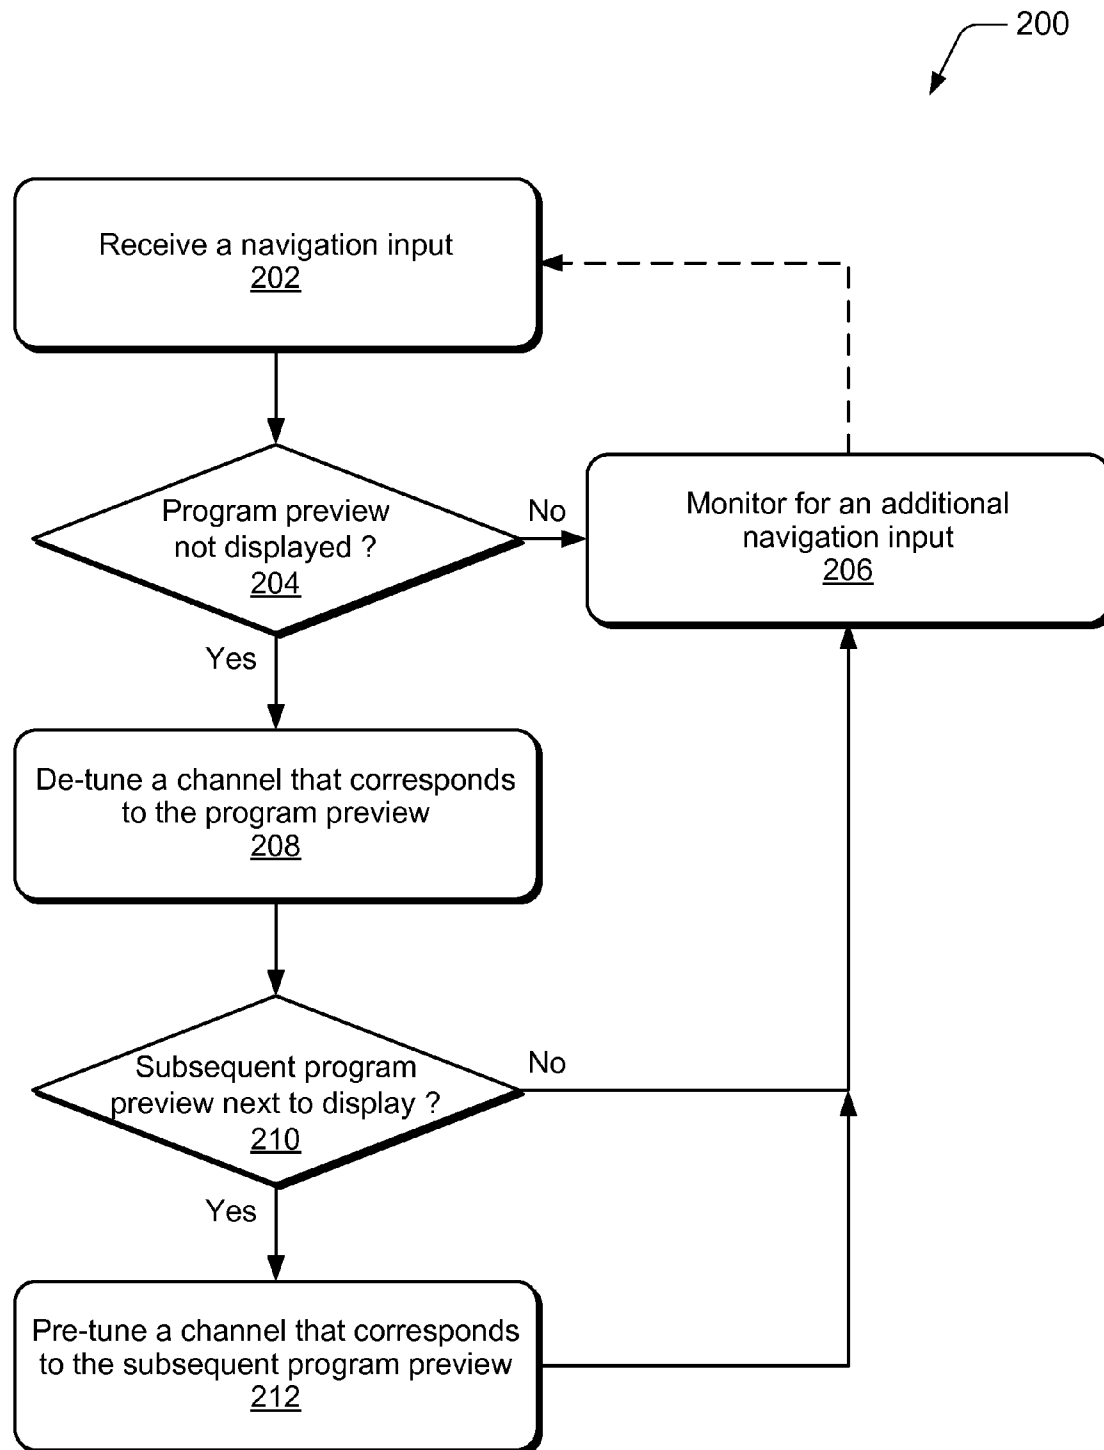 200
Receive a navigation input
202
Program preview
not displayed ?
204
No
Monitor for an additional
navigation input
206
Yes
De-tune a channel that corresponds
to the program preview
208
Subsequent program
preview next to display ?
210
No
Yes
Pre-tune a channel that corresponds
to the subsequent program preview
212